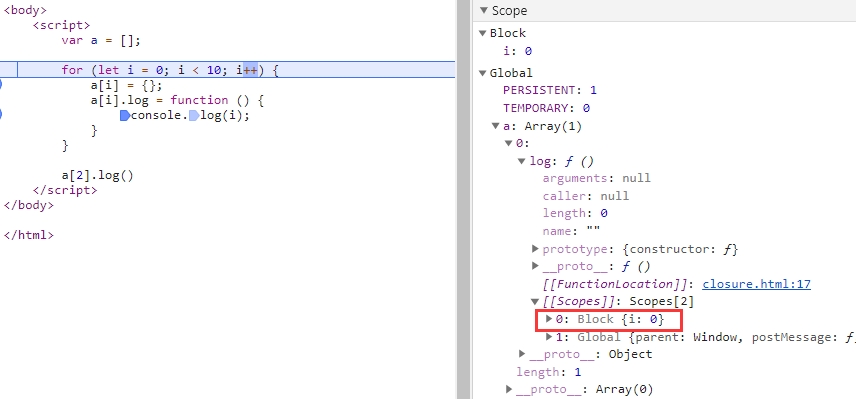 <body>
<script>
var a = [];
for (let i = 0; i < 10; i++) {
a[i] = {};
a[i].log = function () {
console.log(i);
}
}
a[2].log()
</script>
</body>
</html>
Scope
Block
i: 0
Global
PERSISTENT: 1
TEMPORARY: 0
a: Array(1)
0:
log: ƒ ()
arguments: null
caller: null
length: 0
name: ""
prototype: {constructor: ƒ}
__proto__: ƒ ()
[[FunctionLocation]]: closure.html:17
[[Scopes]]: Scopes[2]
0: Block {i: 0}
1: Global {parent: Window, postMessage: ƒ
__proto__: Object
length: 1
__proto__: Array(0)